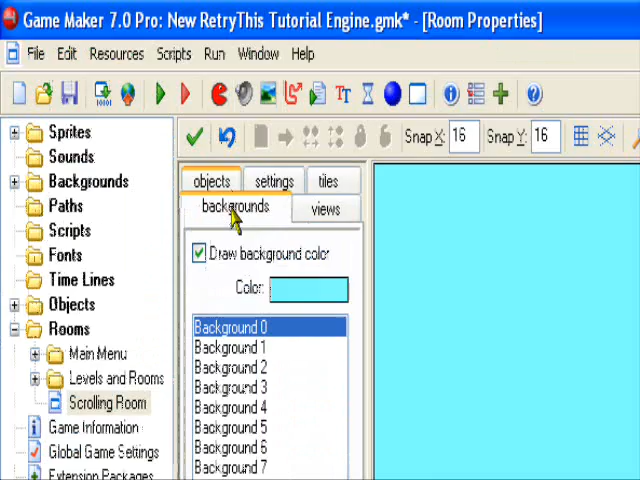 Game Maker 7.0 Pro: New RetryThis Tutorial Engine.gmk* - [Room Properties]
File Edit Resources Scripts Run Window Help
Snap X: 16 Snap Y: 16
Sprites
Sounds
Backgrounds
Paths
Scripts
Fonts
Time Lines
Objects
Rooms
Main Menu
Levels and Rooms
Scrolling Room
Game Information
Global Game Settings
Extension Packages
objects settings tiles
backgrounds views
Draw background color
Color:
Background 0
Background 1
Background 2
Background 3
Background 4
Background 5
Background 6
Background 7